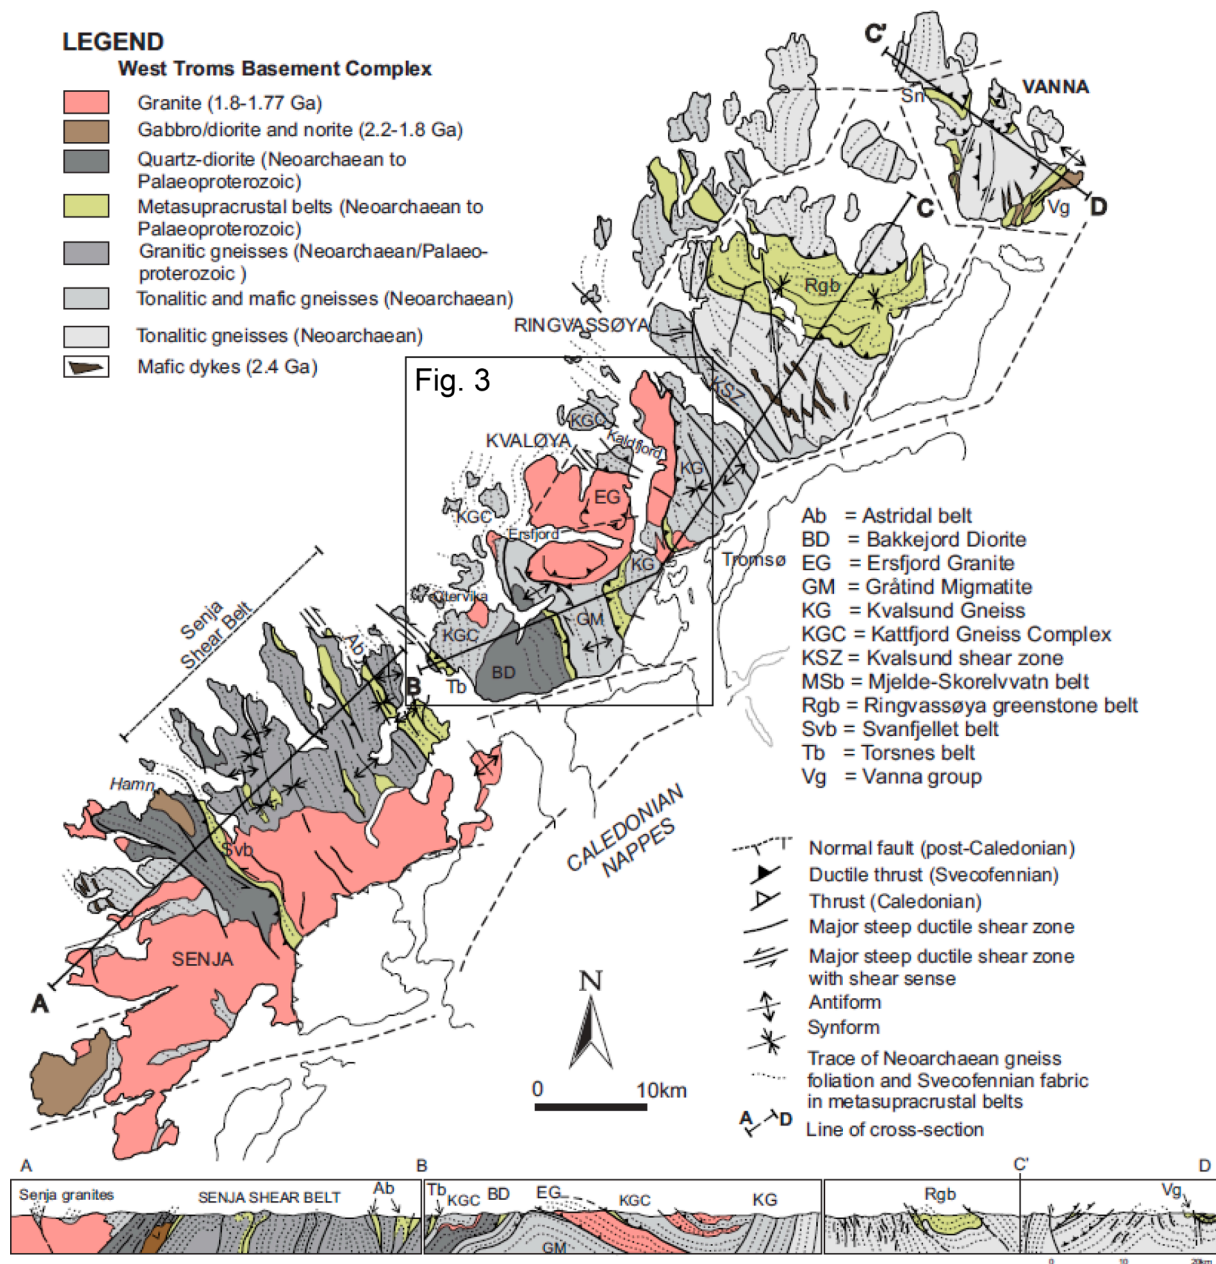 LEGEND
West Troms Basement Complex
Granite (1.8-1.77 Ga)
Gabbro/diorite and norite (2.2-1.8 Ga)
Quartz-diorite (Neoarchaean to
Palaeoproterozoic)
Metasupracrustal belts (Neoarchaean to
Palaeoproterozoic)
Granitic gneisses (Neoarchaean/Palaeo-
proterozoic )
Tonalitic and mafic gneisses (Neoarchaean)
Tonalitic gneisses (Neoarchaean)
Mafic dykes (2.4 Ga)
C'
Sn
VANNA
Vg
D
C
Rgb
RINGVASSØYA
KSZ
Fig. 3
KGC
Kaldfjord
KVALØYA
KG
EG
KGC
Ersfjord
KG
Tromsø
Otervika
GM
KGC
BD
Tb
Senja
Shear Belt
Ab
B
Hamn
Svb
SENJA
A
CALEDONIAN
NAPPES
N
0 10km
Ab = Astridal belt
BD = Bakkejord Diorite
EG = Ersfjord Granite
GM = Gråtind Migmatite
KG = Kvalsund Gneiss
KGC = Kattfjord Gneiss Complex
KSZ = Kvalsund shear zone
MSb = Mjelde-Skorelvvatn belt
Rgb = Ringvassøya greenstone belt
Svb = Svanfjellet belt
Tb = Torsnes belt
Vg = Vanna group
Normal fault (post-Caledonian)
Ductile thrust (Svecofennian)
Thrust (Caledonian)
Major steep ductile shear zone
Major steep ductile shear zone
with shear sense
Antiform
Synform
Trace of Neoarchaean gneiss
foliation and Svecofennian fabric
in metasupracrustal belts
A D Line of cross-section
A B C' D
Senja granites SENJA SHEAR BELT Ab Tb KGC BD EG KGC KG Rgb Vg
GM
0 10 20km